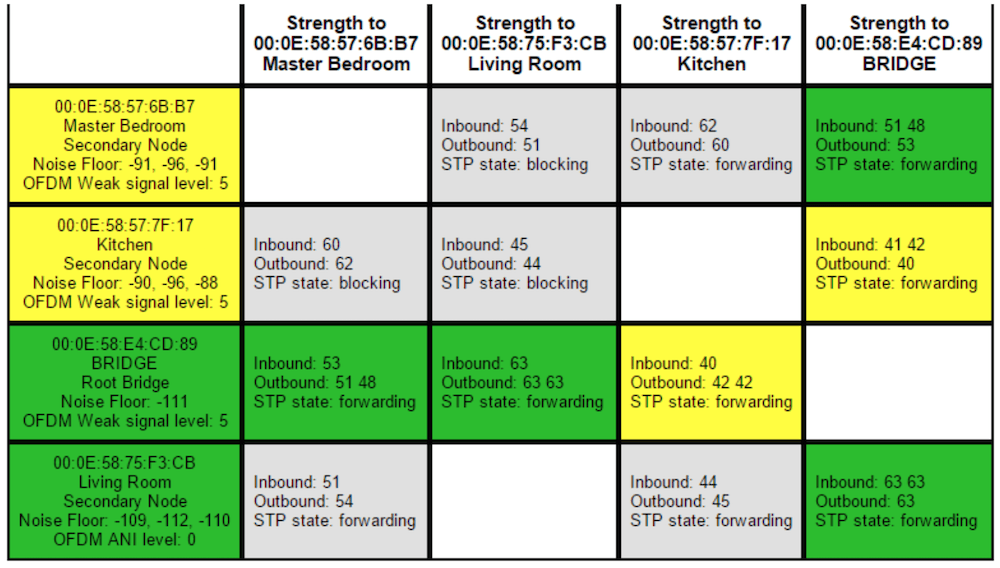 Strength to
00:0E:58:57:6B:B7
Master Bedroom
Strength to
00:0E:58:75:F3:CB
Living Room
Strength to
00:0E:58:57:7F:17
Kitchen
Strength to
00:0E:58:E4:CD:89
BRIDGE
00:0E:58:57:6B:B7
Master Bedroom
Secondary Node
Noise Floor: -91, -96, -91
OFDM Weak signal level: 5
Inbound: 54
Outbound: 51
STP state: blocking
Inbound: 62
Outbound: 60
STP state: forwarding
Inbound: 51 48
Outbound: 53
STP state: forwarding
00:0E:58:57:7F:17
Kitchen
Secondary Node
Noise Floor: -90, -96, -88
OFDM Weak signal level: 5
Inbound: 60
Outbound: 62
STP state: blocking
Inbound: 45
Outbound: 44
STP state: blocking
Inbound: 41 42
Outbound: 40
STP state: forwarding
00:0E:58:E4:CD:89
BRIDGE
Root Bridge
Noise Floor: -111
OFDM Weak signal level: 5
Inbound: 53
Outbound: 51 48
STP state: forwarding
Inbound: 63
Outbound: 63 63
STP state: forwarding
Inbound: 40
Outbound: 42 42
STP state: forwarding
00:0E:58:75:F3:CB
Living Room
Secondary Node
Noise Floor: -109, -112, -110
OFDM ANI level: 0
Inbound: 51
Outbound: 54
STP state: forwarding
Inbound: 44
Outbound: 45
STP state: forwarding
Inbound: 63 63
Outbound: 63
STP state: forwarding